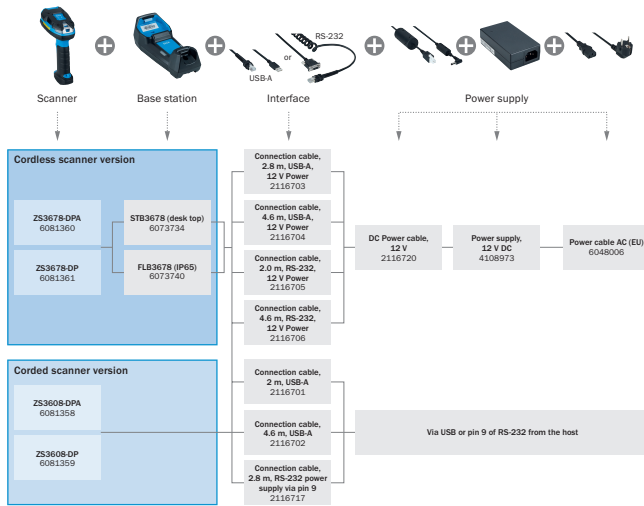 RS-232
or
USB-A
Scanner
Base station
Interface
Power supply
Cordless scanner version
ZS3678-DPA
6081360
ZS3678-DP
6081361
STB3678 (desk top)
6073734
FLB3678 (IP65)
6073740
Connection cable,
2.8 m, USB-A,
12 V Power
2116703
Connection cable,
4.6 m, USB-A,
12 V Power
2116704
Connection cable,
2.0 m, RS-232,
12 V Power
2116705
Connection cable,
4.6 m, RS-232,
12 V Power
2116706
DC Power cable,
12 V
2116720
Power supply,
12 V DC
4108973
Power cable AC (EU)
6048006
Corded scanner version
ZS3608-DPA
6081358
ZS3608-DP
6081359
Connection cable,
2 m, USB-A
2116701
Connection cable,
4.6 m, USB-A
2116702
Connection cable,
2.8 m, RS-232 power
supply via pin 9
2116717
Via USB or pin 9 of RS-232 from the host